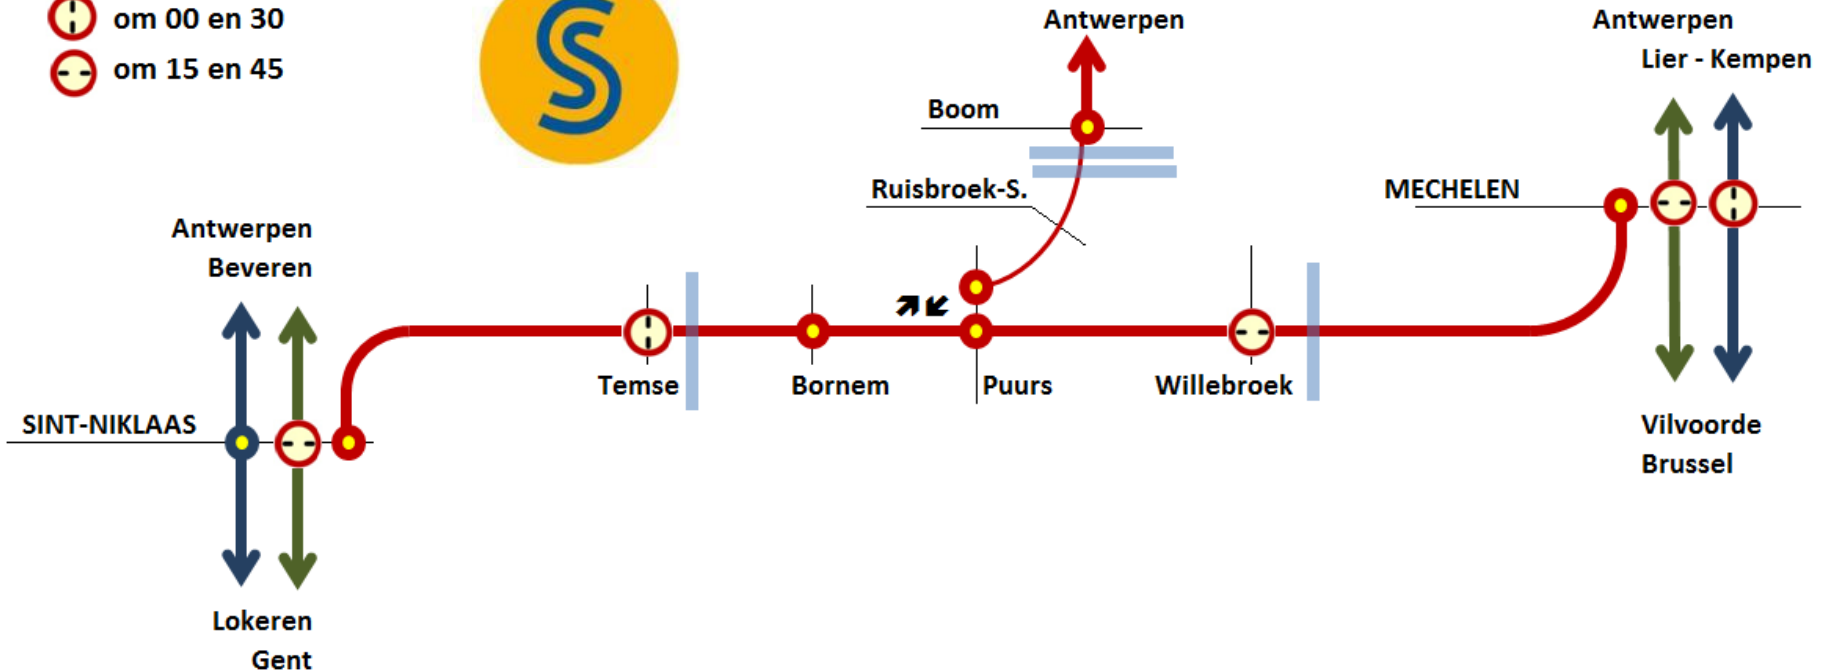 om 00 en 30
om 15 en 45
S
Antwerpen
Boom
Ruisbroek-S.
Antwerpen
Lier - Kempen
MECHELEN
Antwerpen
Beveren
SINT-NIKLAAS
Temse
Bornem
Puurs
Willebroek
Vilvoorde
Brussel
Lokeren
Gent